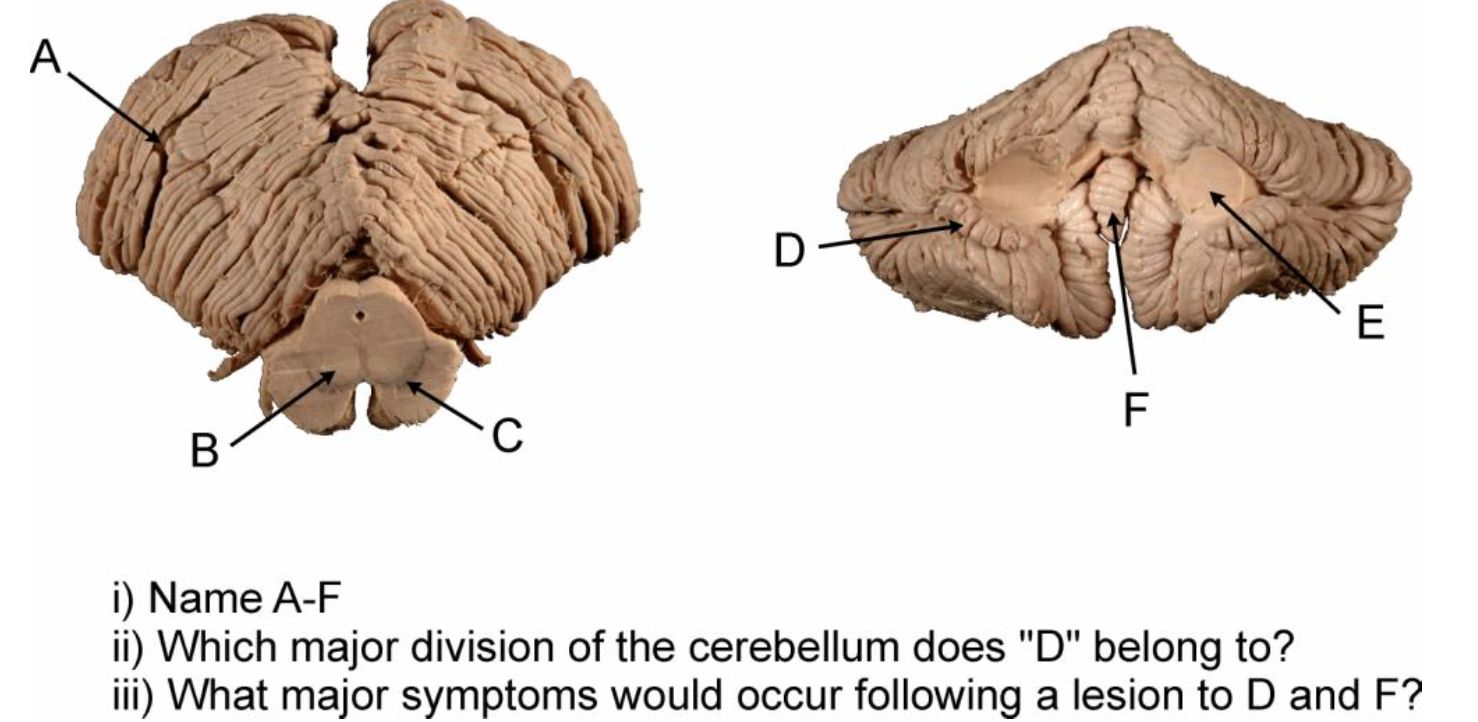 A
B
C
D
E
F
i) Name A-F
ii) Which major division of the cerebellum does "D" belong to?
iii) What major symptoms would occur following a lesion to D and F?